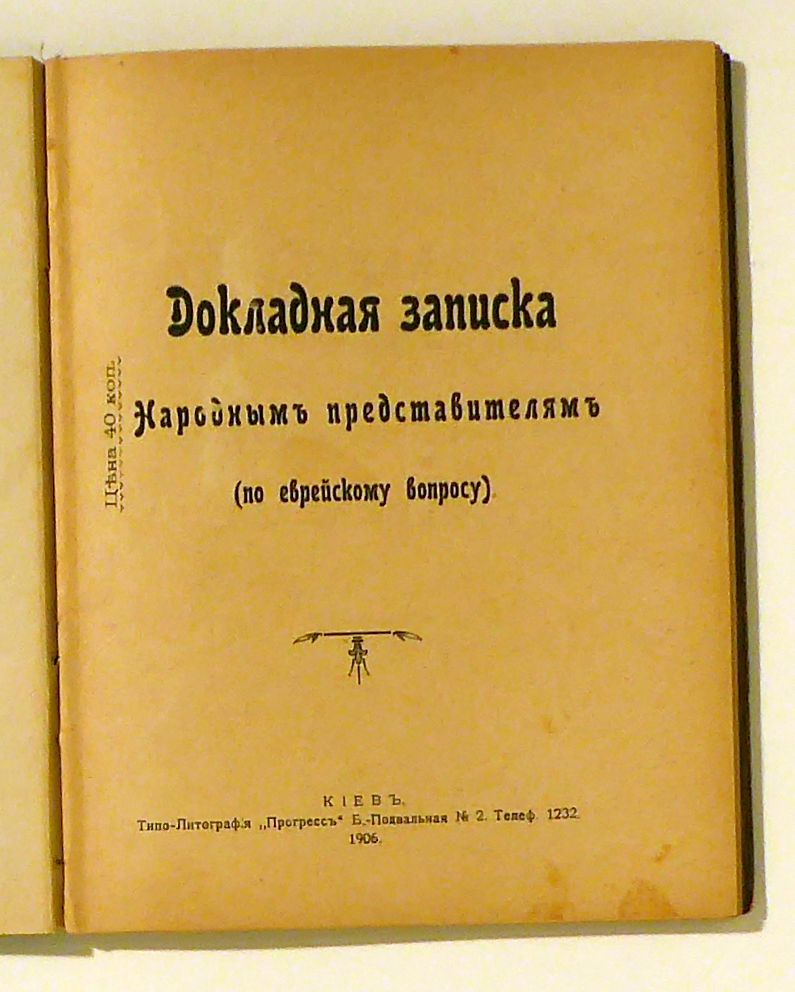 Докладная записка
Народнымъ представителямъ
(по еврейскому вопросу).
Цѣна 40 коп.
КІЕВЪ.
Типо-Литографія „Прогрессъ“ Б.-Подвальная № 2. Телеф. 1232.
1906.